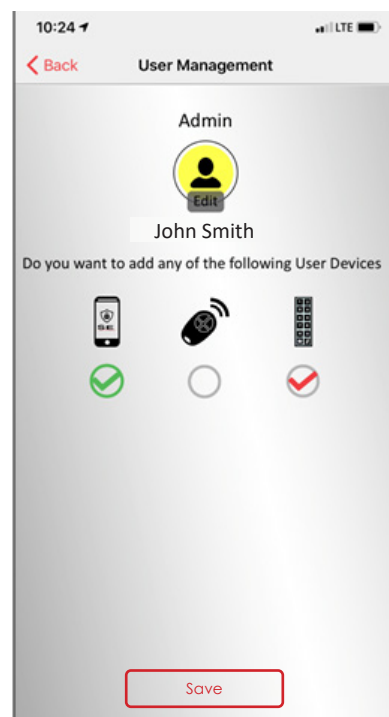 10:24 LTE
Back User Management
Admin
Edit
John Smith
Do you want to add any of the following User Devices
Save